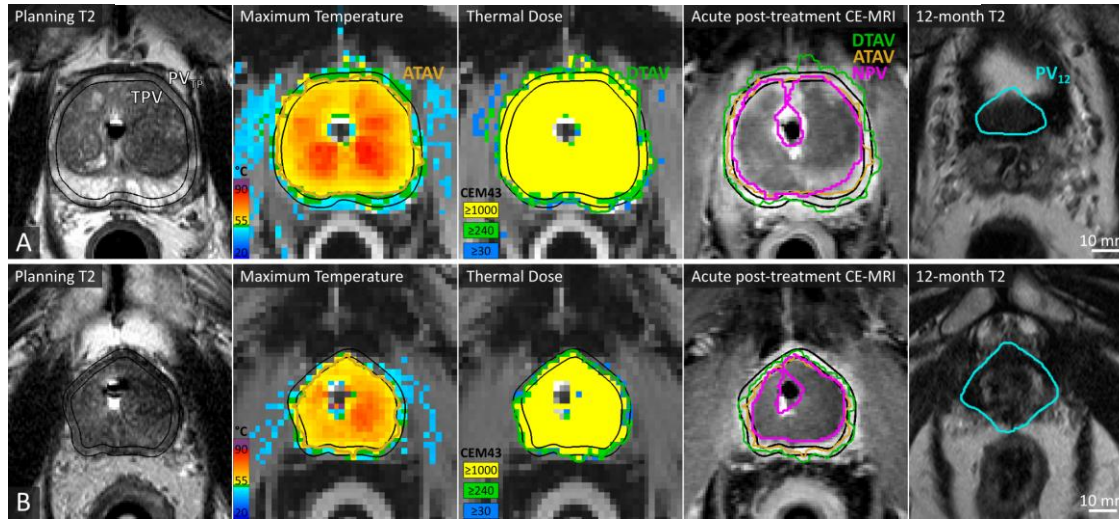 Planning T2
PV_TP
TPV
A
Maximum Temperature
ATAV
°C
90
55
20
Thermal Dose
DTAV
CEM43
≥1000
≥240
≥30
Acute post-treatment CE-MRI
DTAV
ATAV
NPV
12-month T2
PV₁₂
10 mm
Planning T2
B
Maximum Temperature
°C
90
55
20
Thermal Dose
CEM43
≥1000
≥240
≥30
Acute post-treatment CE-MRI
12-month T2
10 mm